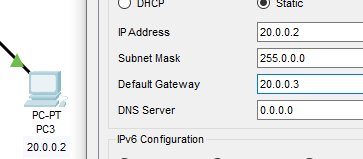 DHCP
Static
IP Address
20.0.0.2
Subnet Mask
255.0.0.0
Default Gateway
20.0.0.3
DNS Server
0.0.0.0
IPv6 Configuration
PC-PT
PC3
20.0.0.2